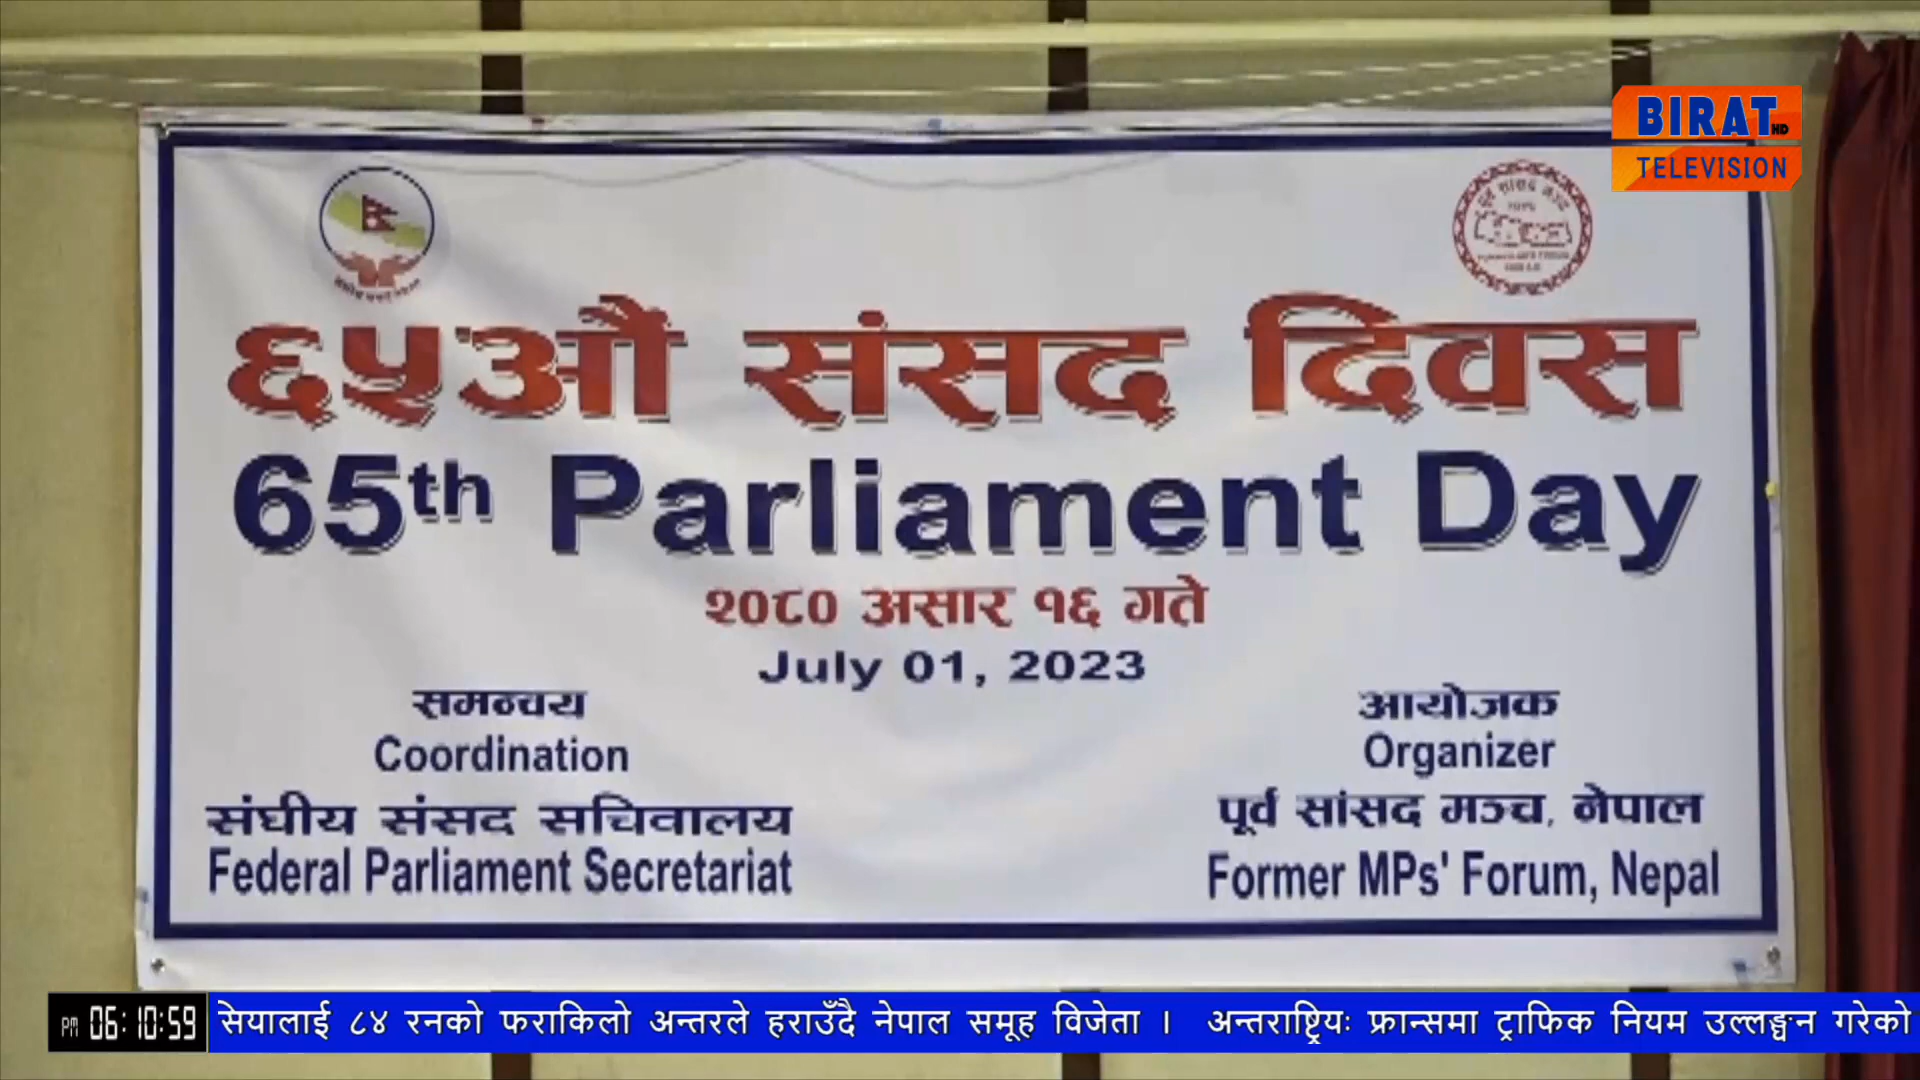 BIRAT HD
TELEVISION
६५औं संसद दिवस
65th Parliament Day
२०८० असार १६ गते
July 01, 2023
समन्वय
Coordination
संघीय संसद सचिवालय
Federal Parliament Secretariat
आयोजक
Organizer
पूर्व सांसद मञ्च, नेपाल
Former MPs' Forum, Nepal
PM 06:10:59
सेयालाई ८४ रनको फराकिलो अन्तरले हराउँदै नेपाल समूह विजेता । अन्तराष्ट्रियः फ्रान्समा ट्राफिक नियम उल्लङ्घन गरेको